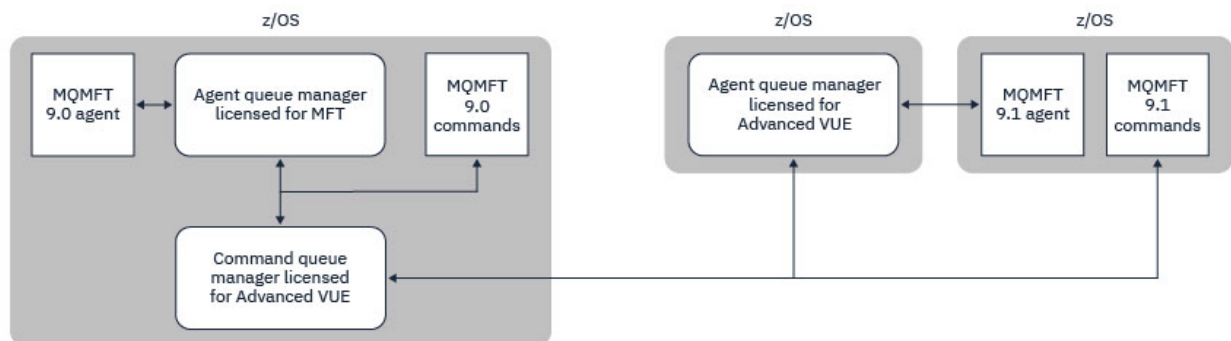 z/OS
z/OS
z/OS
MQMFT
9.0 agent
Agent queue manager
licensed for MFT
MQMFT
9.0
commands
Agent queue manager
licensed for
Advanced VUE
MQMFT
9.1 agent
MQMFT
9.1
commands
Command queue
manager licensed
for Advanced VUE